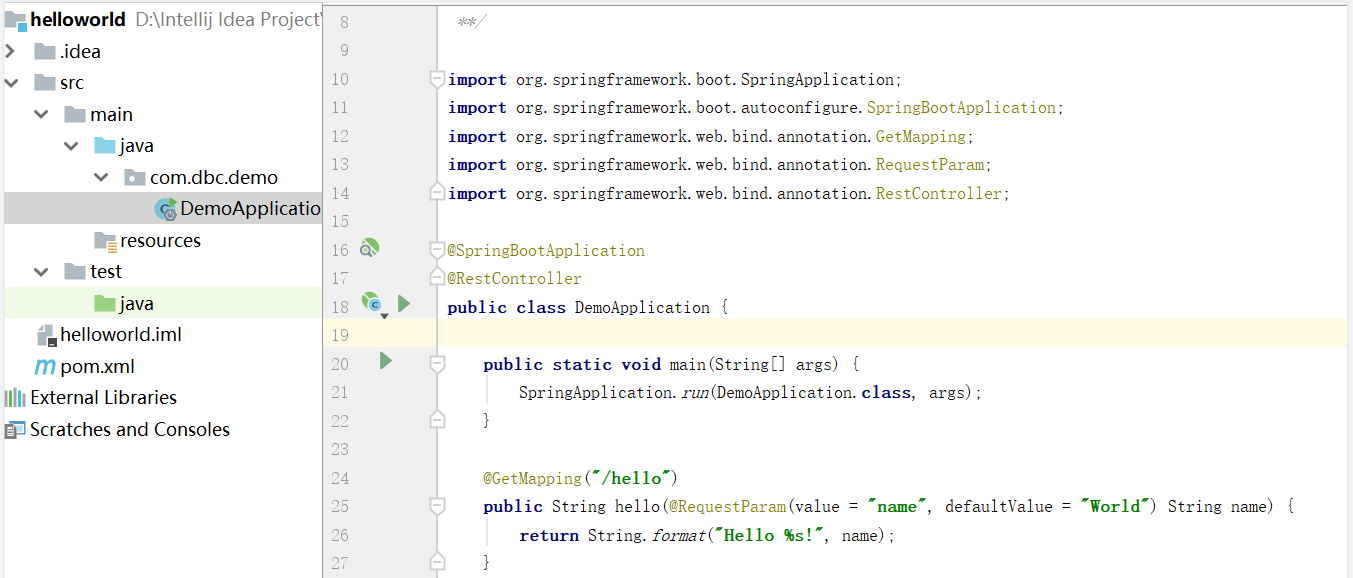 helloworld D:\Intellij Idea Project\
.idea
src
main
java
com.dbc.demo
DemoApplicatio
resources
test
java
helloworld.iml
pom.xml
External Libraries
Scratches and Consoles
8 **/
9
10 import org.springframework.boot.SpringApplication;
11 import org.springframework.boot.autoconfigure.SpringBootApplication;
12 import org.springframework.web.bind.annotation.GetMapping;
13 import org.springframework.web.bind.annotation.RequestParam;
14 import org.springframework.web.bind.annotation.RestController;
15
16 @SpringBootApplication
17 @RestController
18 public class DemoApplication {
19
20 public static void main(String[] args) {
21 SpringApplication.run(DemoApplication.class, args);
22 }
23
24 @GetMapping("/hello")
25 public String hello(@RequestParam(value = "name", defaultValue = "World") String name) {
26 return String.format("Hello %s!", name);
27 }